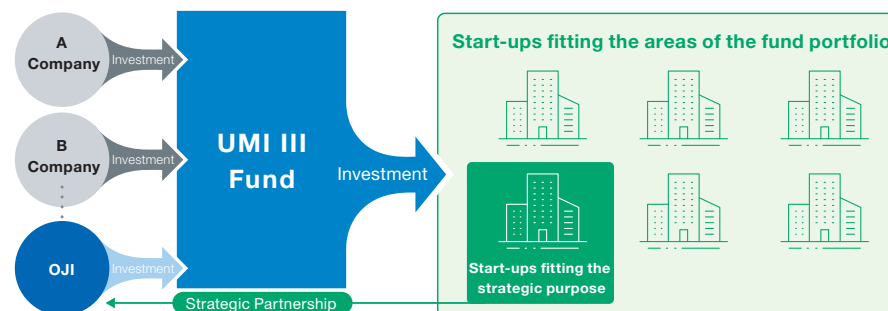 A
Company
Investment
B
Company
Investment
OJI
Investment
UMI III
Fund
Investment
Start-ups fitting the areas of the fund portfolio
Start-ups fitting the
strategic purpose
Strategic Partnership